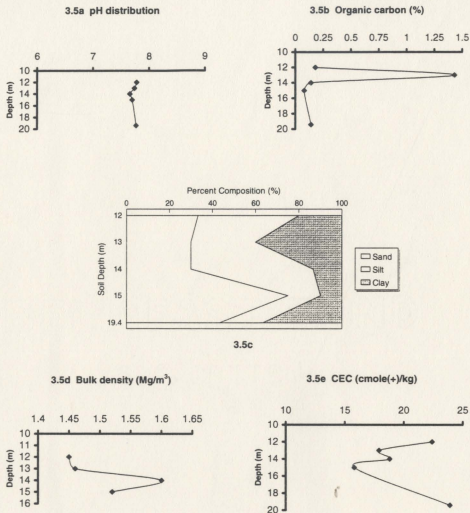 3.5a pH distribution
6 7 8 9
10
12
14
16
18
20
Depth (m)
3.5b Organic carbon (%)
0 0.25 0.5 0.75 1 1.25 1.5
10
12
14
16
18
20
Depth (m)
Percent Composition (%)
0 20 40 60 80 100
12
13
14
15
19.4
Soil Depth (m)
Sand
Silt
Clay
3.5c
3.5d Bulk density (Mg/m³)
1.4 1.45 1.5 1.55 1.6 1.65
10
11
12
13
14
15
16
Depth (m)
3.5e CEC (cmole(+)/kg)
10 15 20 25
10
12
14
16
18
20
Depth (m)